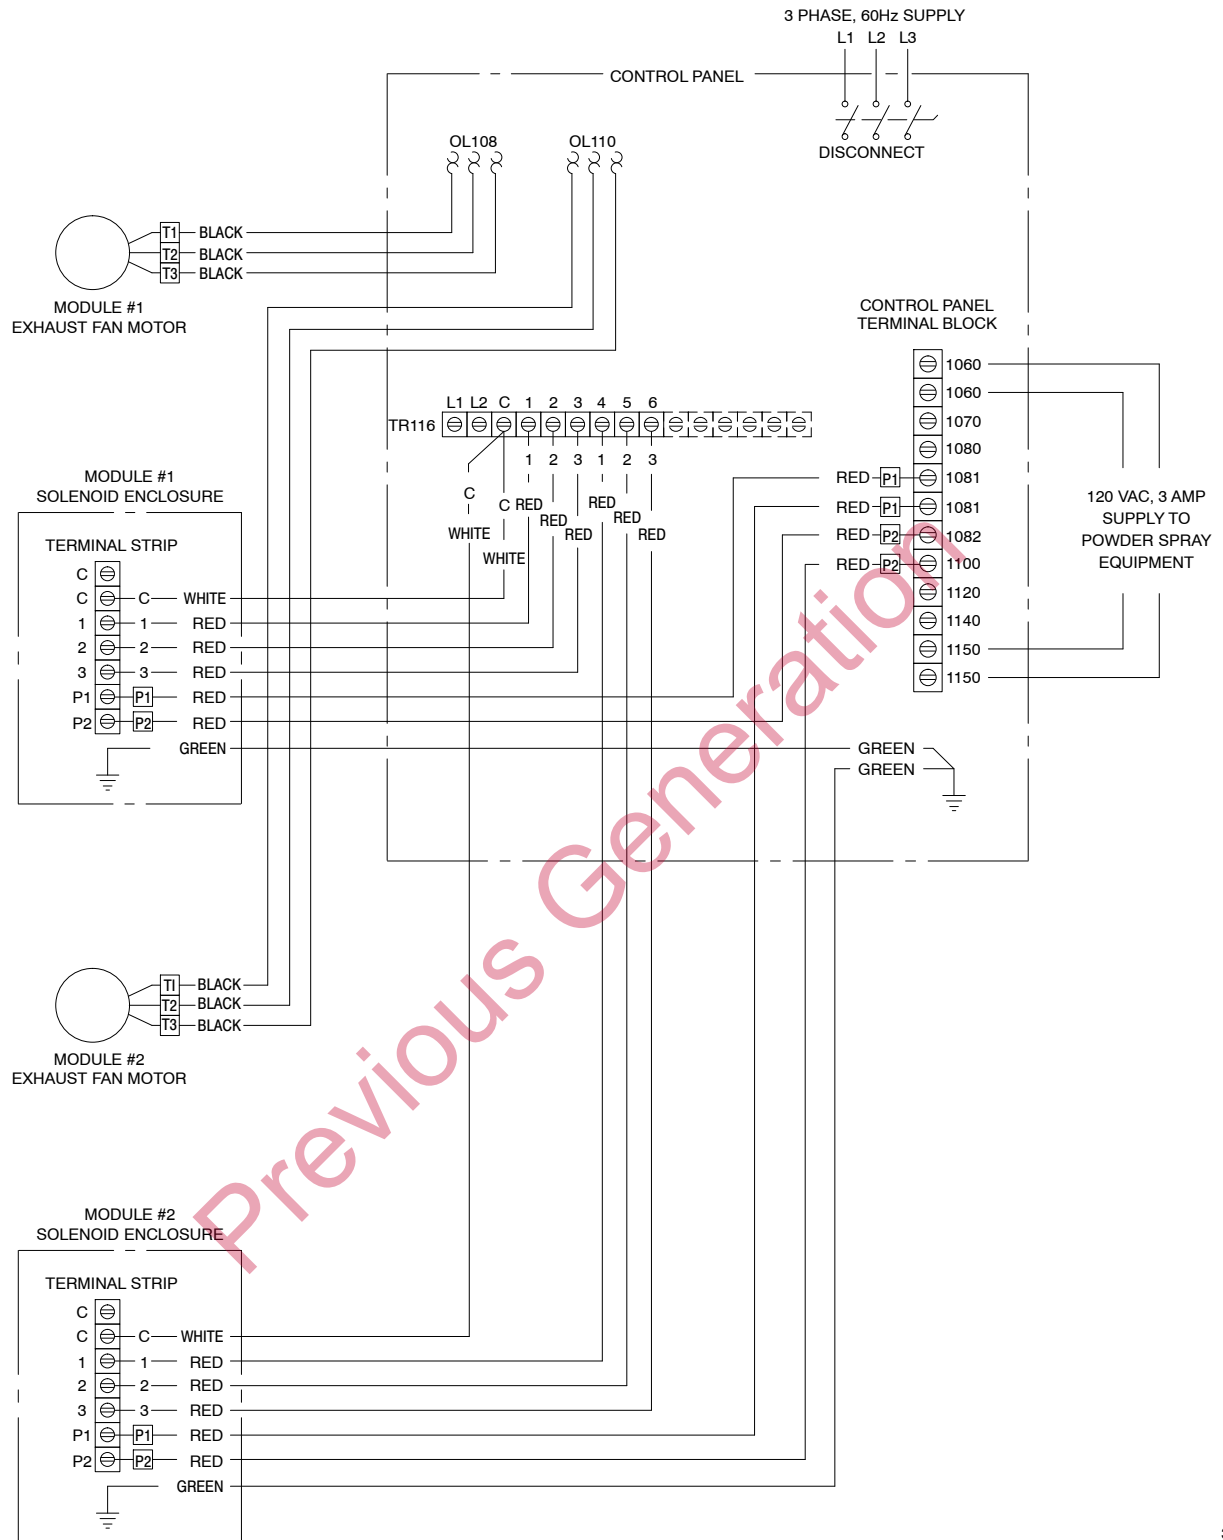 3 PHASE, 60Hz SUPPLY
L1 L2 L3
CONTROL PANEL
DISCONNECT
OL108 OL110
T1 BLACK
T2 BLACK
T3 BLACK
MODULE #1
EXHAUST FAN MOTOR
CONTROL PANEL
TERMINAL BLOCK
1060
1060
1070
1080
RED P1 1081
RED P1 1081
RED P2 1082
RED P2 1100
1120
1140
1150
1150
120 VAC, 3 AMP
SUPPLY TO
POWDER SPRAY
EQUIPMENT
L1 L2 C 1 2 3 4 5 6
TR116
1 2 3 1 2 3
C C RED RED RED RED RED RED
WHITE WHITE
MODULE #1
SOLENOID ENCLOSURE
TERMINAL STRIP
C
C C WHITE
1 1 RED
2 2 RED
3 3 RED
P1 P1 RED
P2 P2 RED
GREEN
GREEN
GREEN
TI BLACK
T2 BLACK
T3 BLACK
MODULE #2
EXHAUST FAN MOTOR
MODULE #2
SOLENOID ENCLOSURE
TERMINAL STRIP
C
C C WHITE
1 1 RED
2 2 RED
3 3 RED
P1 P1 RED
P2 P2 RED
GREEN
Previous Generation